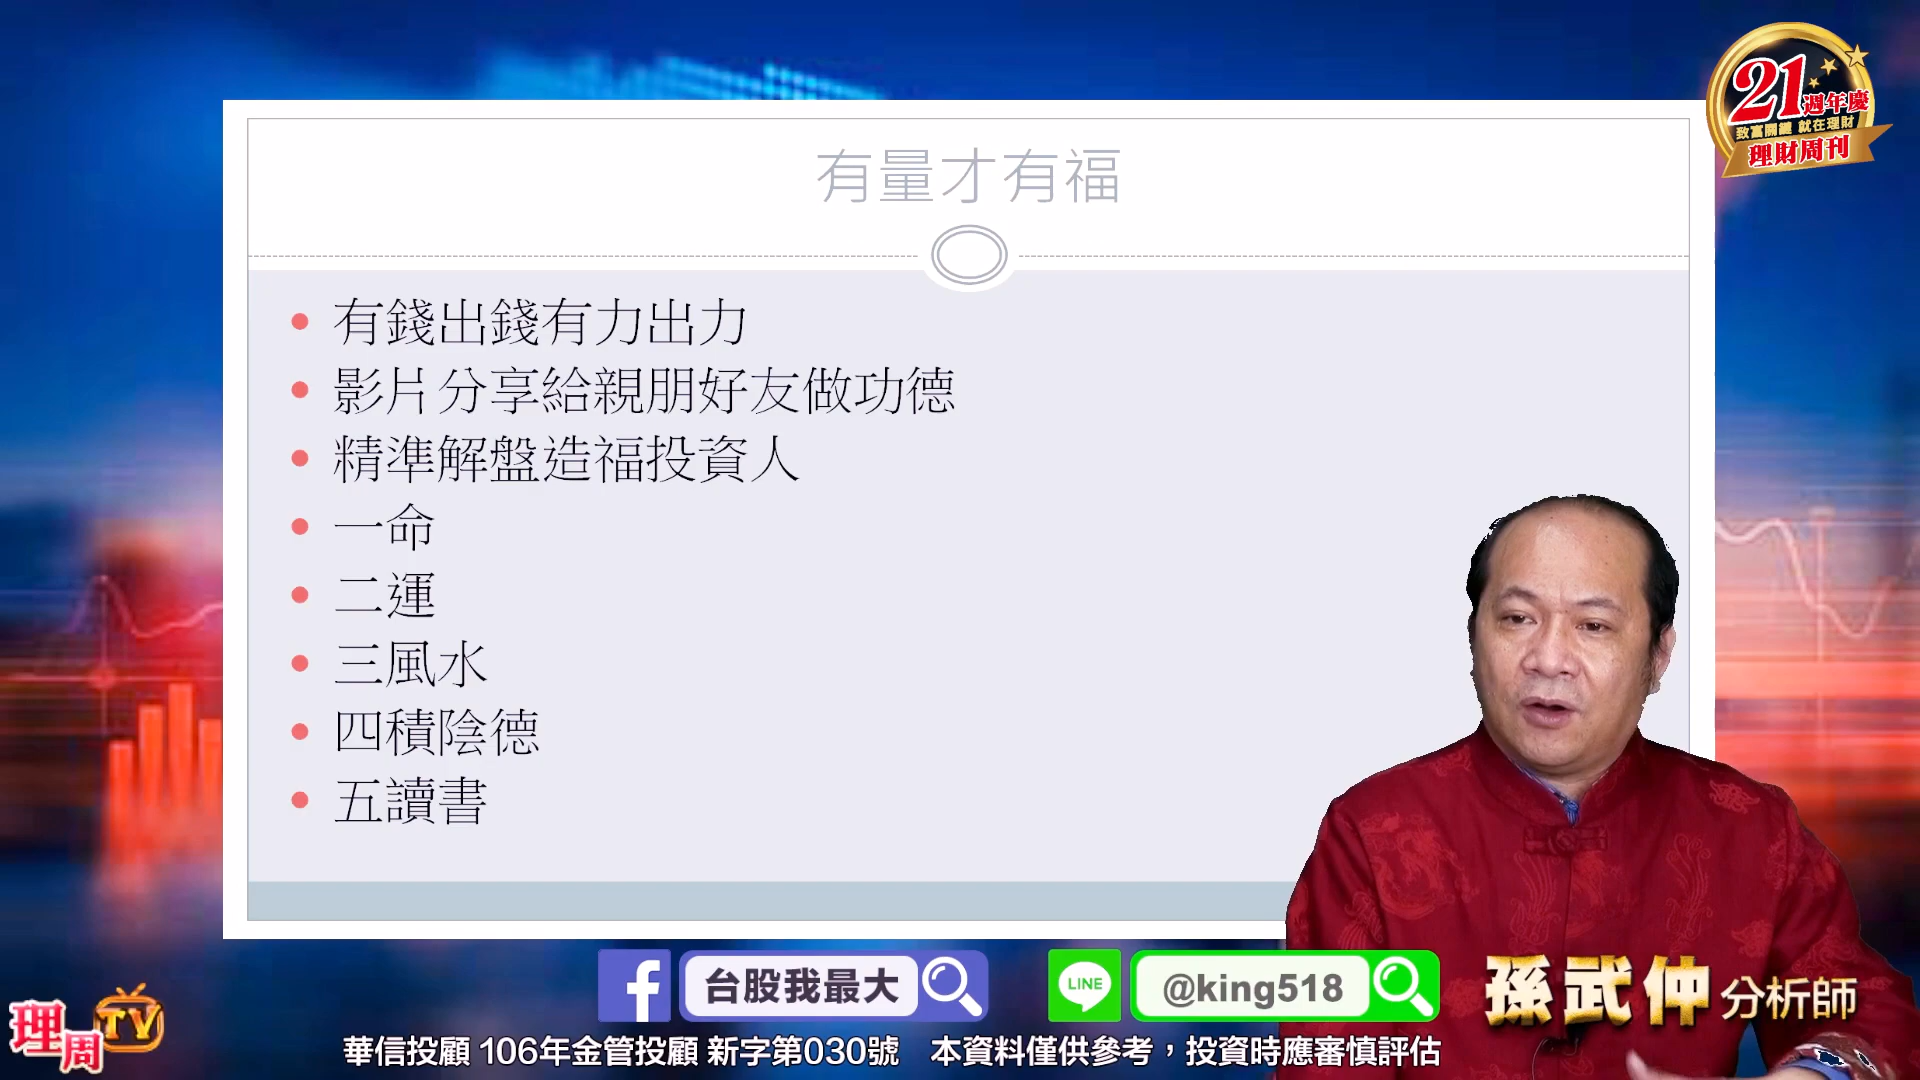 21週年慶
致富關鍵 就在理財
理財周刊
有量才有福
有錢出錢有力出力
影片分享給親朋好友做功德
精準解盤造福投資人
一命
二運
三風水
四積陰德
五讀書
台股我最大
LINE
@king518
孫武仲 分析師
理周TV
華信投顧 106年金管投顧 新字第030號 本資料僅供參考，投資時應審慎評估